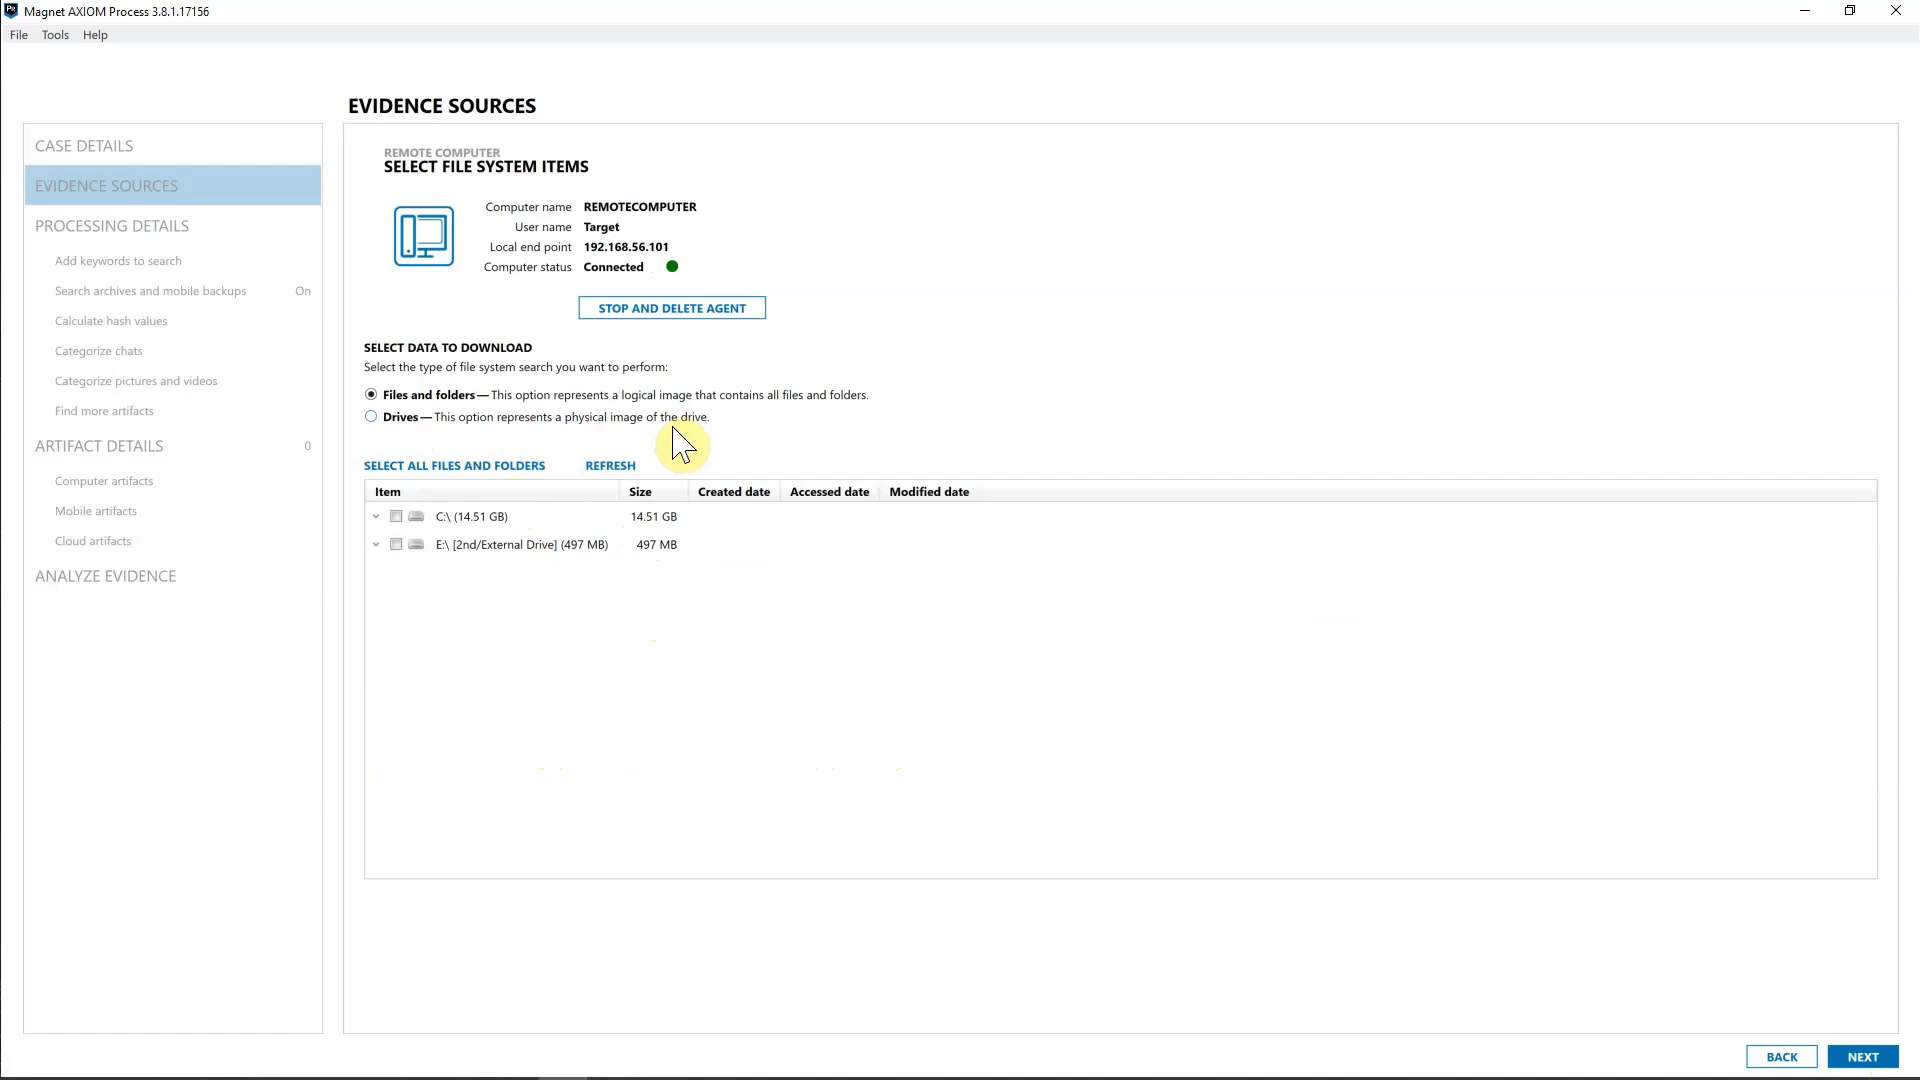 Magnet AXIOM Process 3.8.1.17156
File Tools Help
EVIDENCE SOURCES
CASE DETAILS
EVIDENCE SOURCES
PROCESSING DETAILS
Add keywords to search
Search archives and mobile backups On
Calculate hash values
Categorize chats
Categorize pictures and videos
Find more artifacts
ARTIFACT DETAILS 0
Computer artifacts
Mobile artifacts
Cloud artifacts
ANALYZE EVIDENCE
REMOTE COMPUTER
SELECT FILE SYSTEM ITEMS
Computer name REMOTECOMPUTER
User name Target
Local end point 192.168.56.101
Computer status Connected
STOP AND DELETE AGENT
SELECT DATA TO DOWNLOAD
Select the type of file system search you want to perform:
Files and folders—This option represents a logical image that contains all files and folders.
Drives—This option represents a physical image of the drive.
SELECT ALL FILES AND FOLDERS REFRESH
Item Size Created date Accessed date Modified date
C:\ (14.51 GB) 14.51 GB
E:\ [2nd/External Drive] (497 MB) 497 MB
BACK NEXT